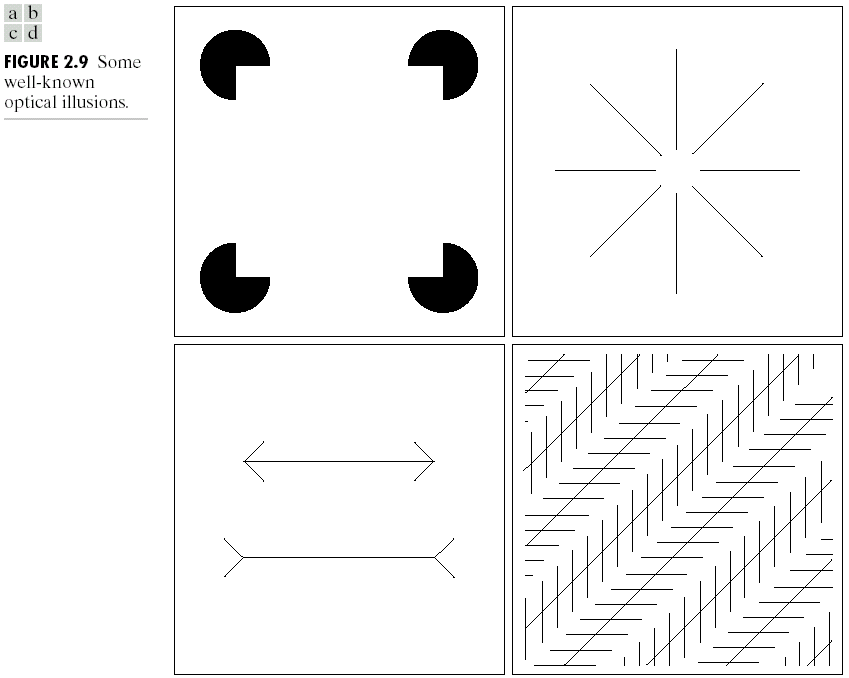 a b
c d
FIGURE 2.9 Some
well-known
optical illusions.